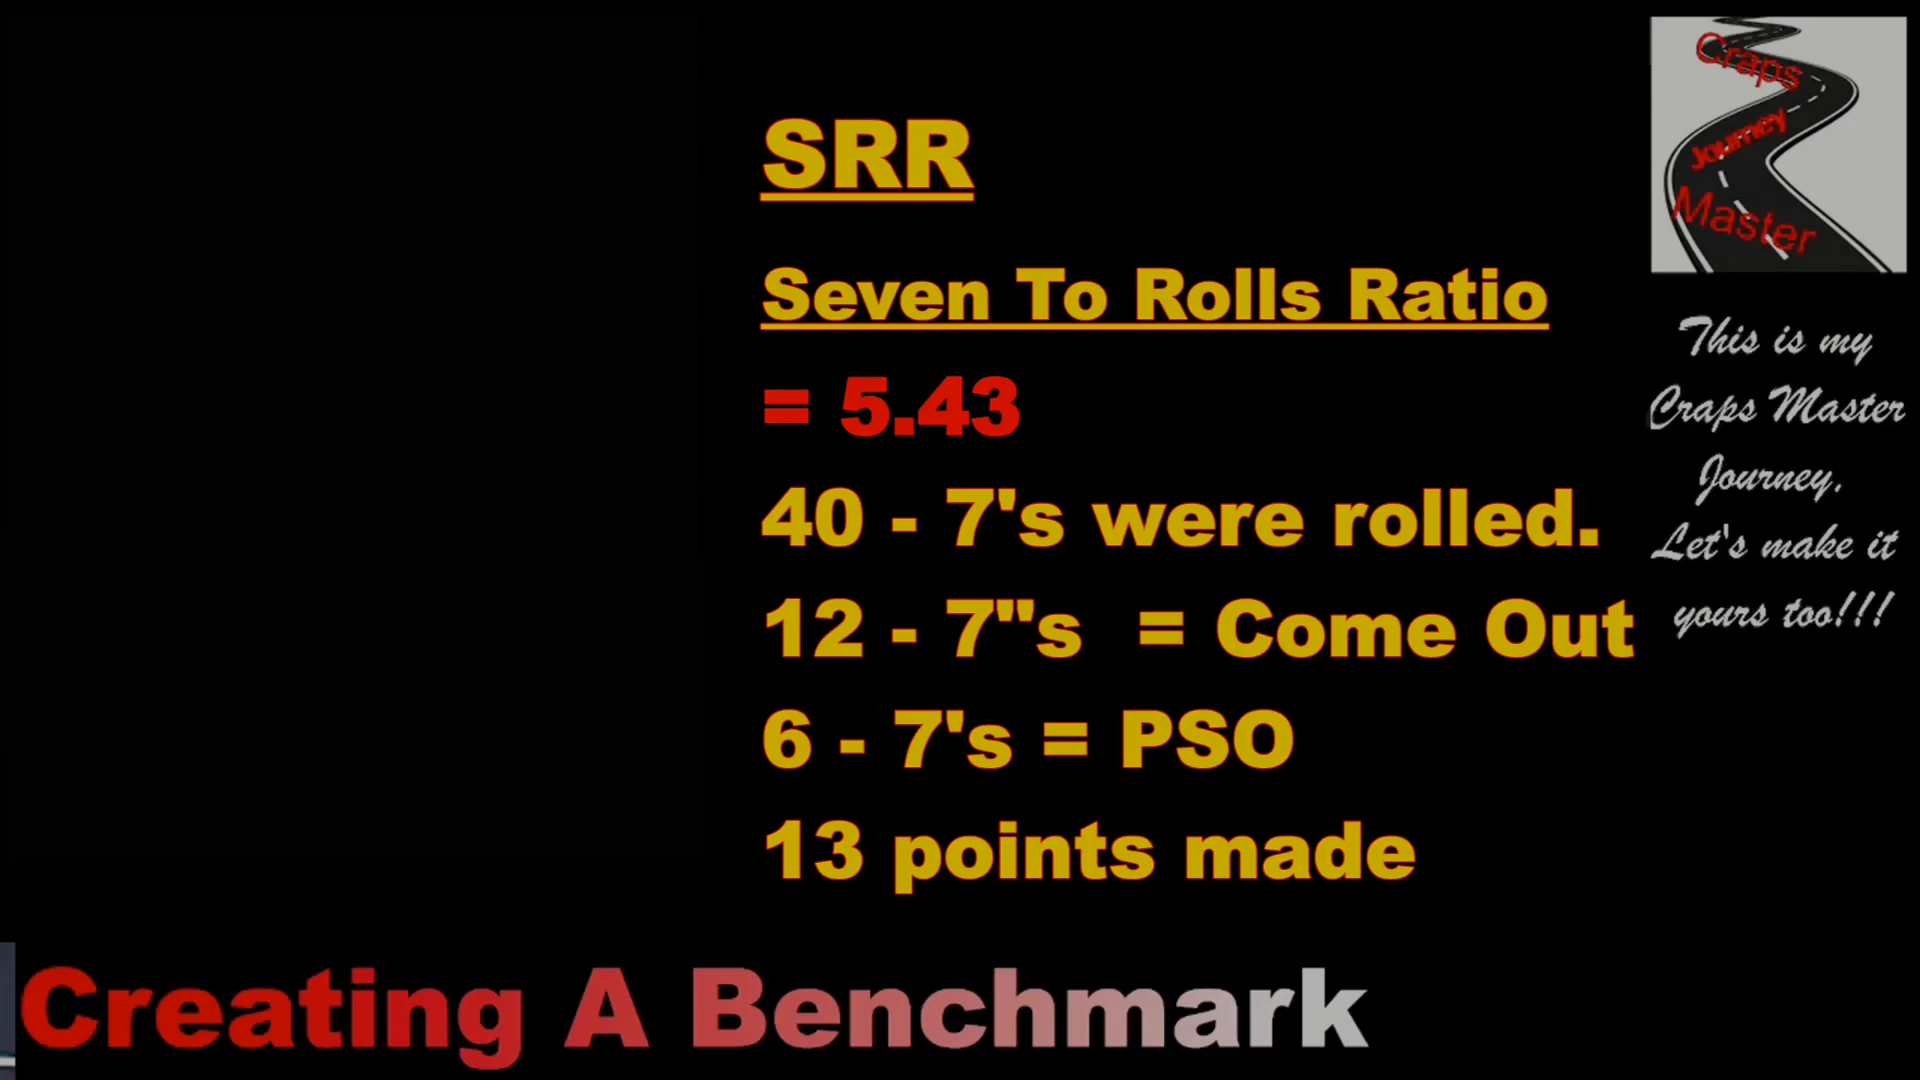 SRR
Seven To Rolls Ratio
= 5.43
40 - 7's were rolled.
12 - 7"s = Come Out
6 - 7's = PSO
13 points made
Craps
Journey
Master
This is my
Craps Master
Journey.
Let's make it
yours too!!!
Creating A Benchmark